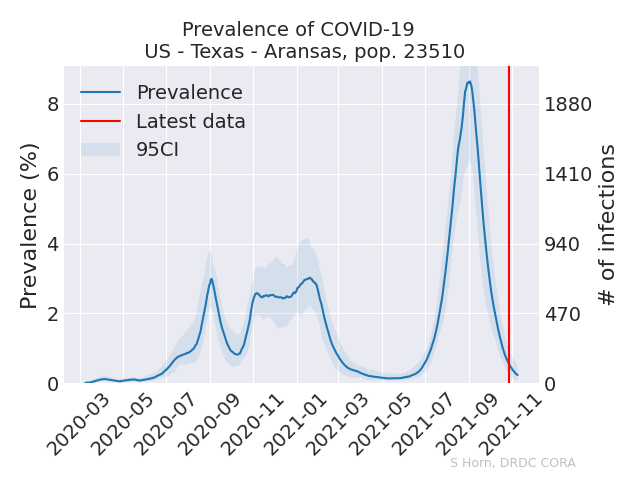 Prevalence of COVID-19
US - Texas - Aransas, pop. 23510
Prevalence
Latest data
95CI
Prevalence (%)
8
6
4
2
0
1880
1410
940
470
0
# of infections
2020-03
2020-05
2020-07
2020-09
2020-11
2021-01
2021-03
2021-05
2021-07
2021-09
2021-11
S Horn, DRDC CORA